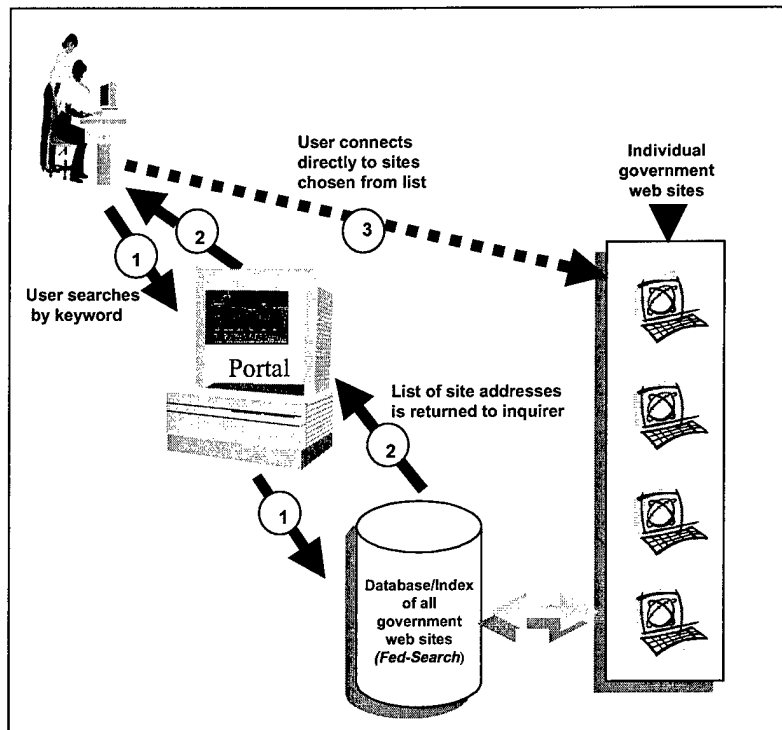 User connects
directly to sites
chosen from list
Individual
government
web sites
3
2
1
User searches
by keyword
Portal
List of site addresses
is returned to inquirer
2
1
Database/Index
of all
government
web sites
(Fed-Search)